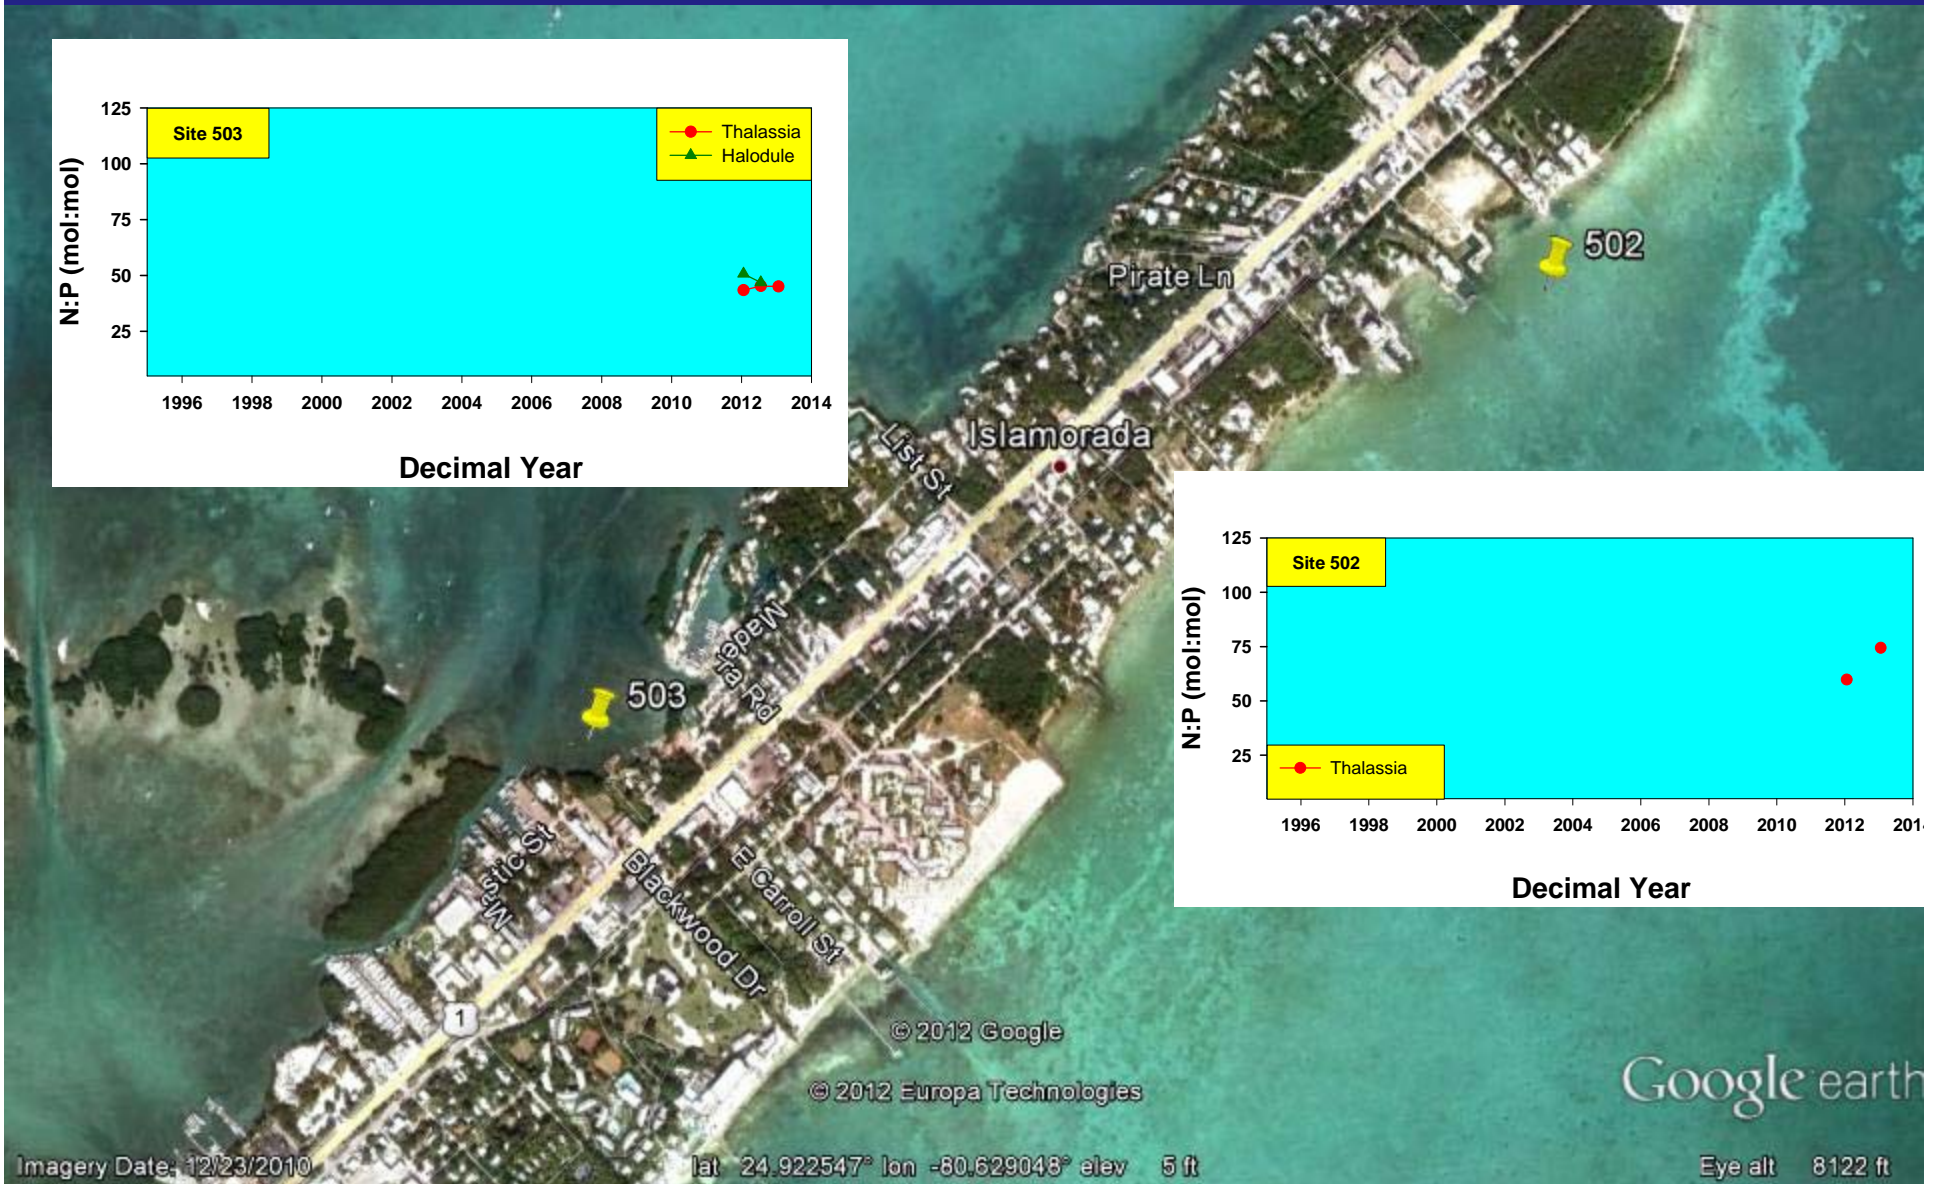 125
Site 503
Thalassia
Halodule
100
75
50
25
N:P (mol:mol)
1996 1998 2000 2002 2004 2006 2008 2010 2012 2014
Decimal Year
502
Pirate Ln
Islamorada
List St
125
Site 502
100
75
50
25
N:P (mol:mol)
Thalassia
1996 1998 2000 2002 2004 2006 2008 2010 2012 201
Decimal Year
Madeira Rd
503
Mastic St
Blackwood Dr
E Carroll St
1
© 2012 Google
© 2012 Europa Technologies
Google earth
Imagery Date: 12/23/2010 lat 24.922547° lon -80.629048° elev 5 ft Eye alt 8122 ft